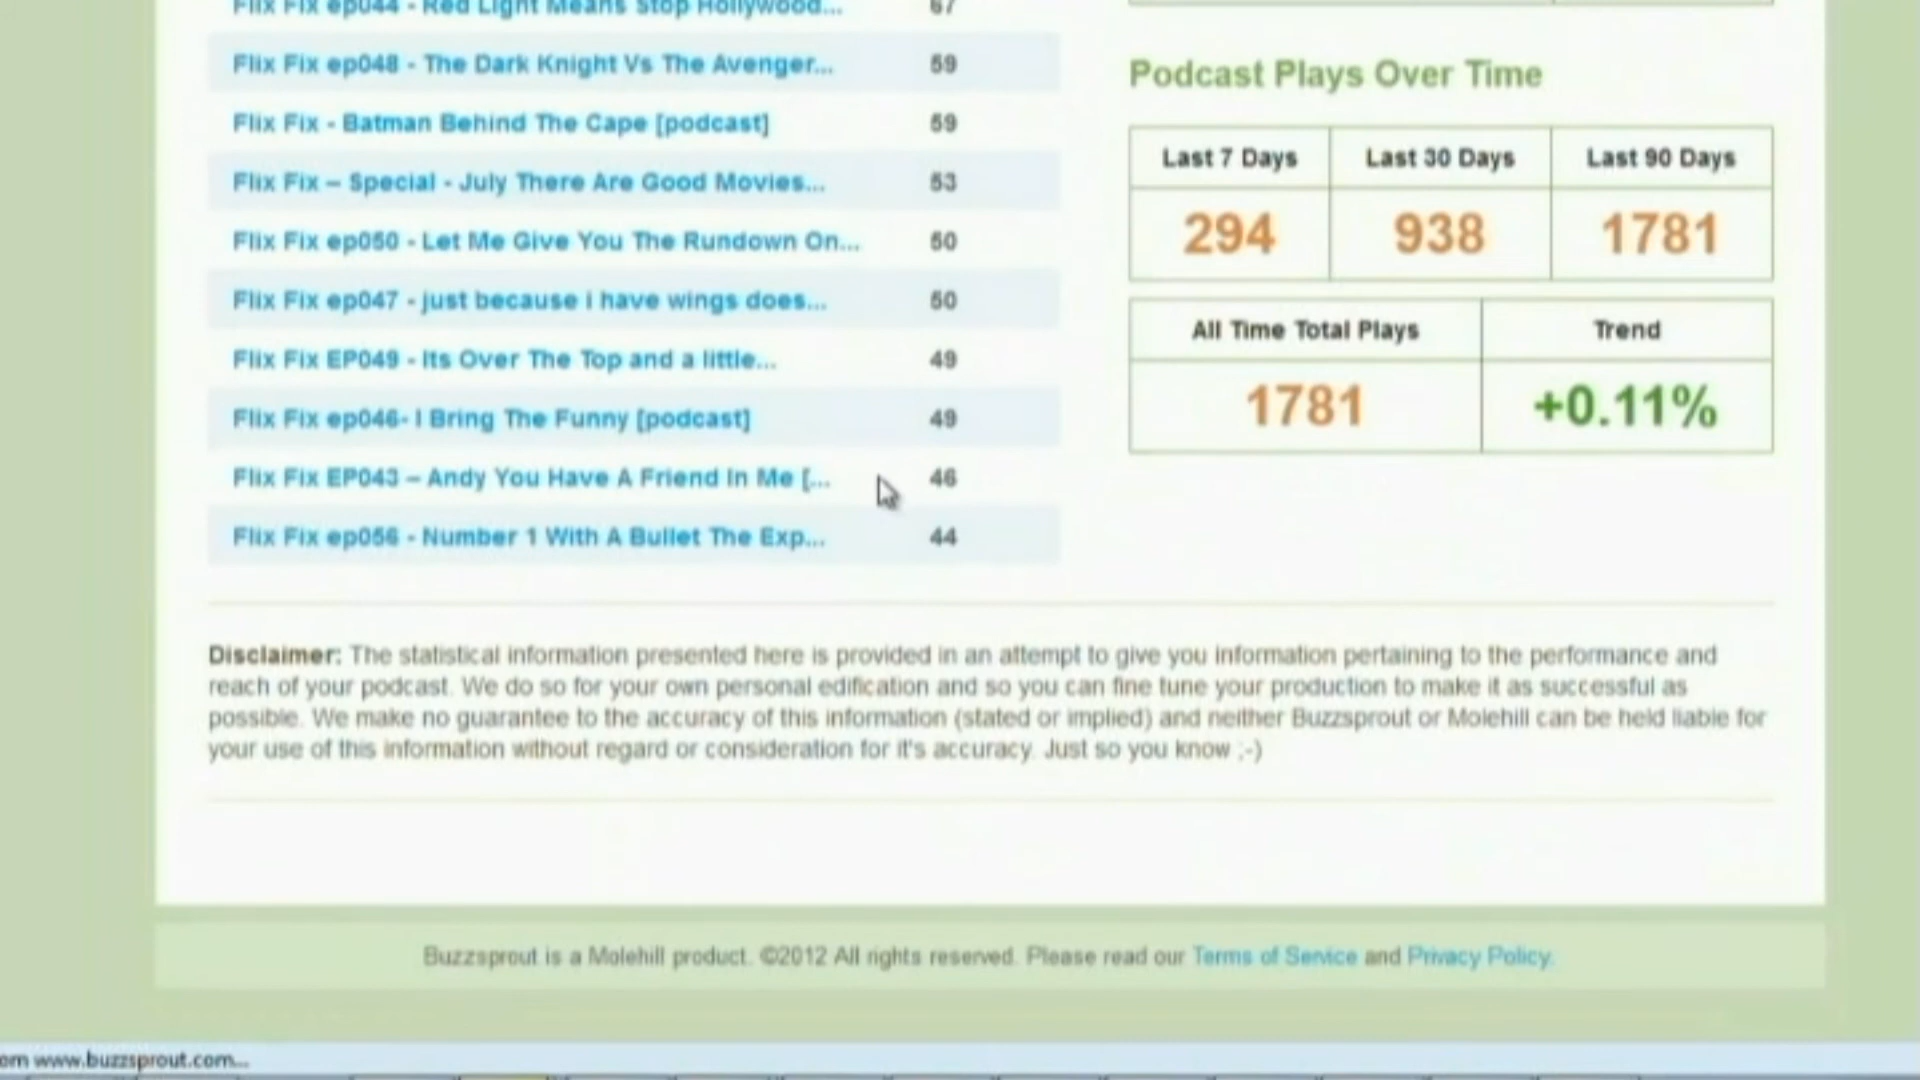 Flix Fix ep044 - Red Light Means Stop Hollywood... 67
Flix Fix ep048 - The Dark Knight Vs The Avenger... 59
Flix Fix - Batman Behind The Cape [podcast] 59
Flix Fix – Special - July There Are Good Movies... 53
Flix Fix ep050 - Let Me Give You The Rundown On... 50
Flix Fix ep047 - just because i have wings does... 50
Flix Fix EP049 - Its Over The Top and a little... 49
Flix Fix ep046- I Bring The Funny [podcast] 49
Flix Fix EP043 – Andy You Have A Friend In Me [... 46
Flix Fix ep056 - Number 1 With A Bullet The Exp... 44
Podcast Plays Over Time
Last 7 Days Last 30 Days Last 90 Days
294 938 1781
All Time Total Plays Trend
1781 +0.11%
Disclaimer: The statistical information presented here is provided in an attempt to give you information pertaining to the performance and
reach of your podcast. We do so for your own personal edification and so you can fine tune your production to make it as successful as
possible. We make no guarantee to the accuracy of this information (stated or implied) and neither Buzzsprout or Molehill can be held liable for
your use of this information without regard or consideration for it's accuracy. Just so you know ;-)
Buzzsprout is a Molehill product. ©2012 All rights reserved. Please read our Terms of Service and Privacy Policy.
om www.buzzsprout.com...